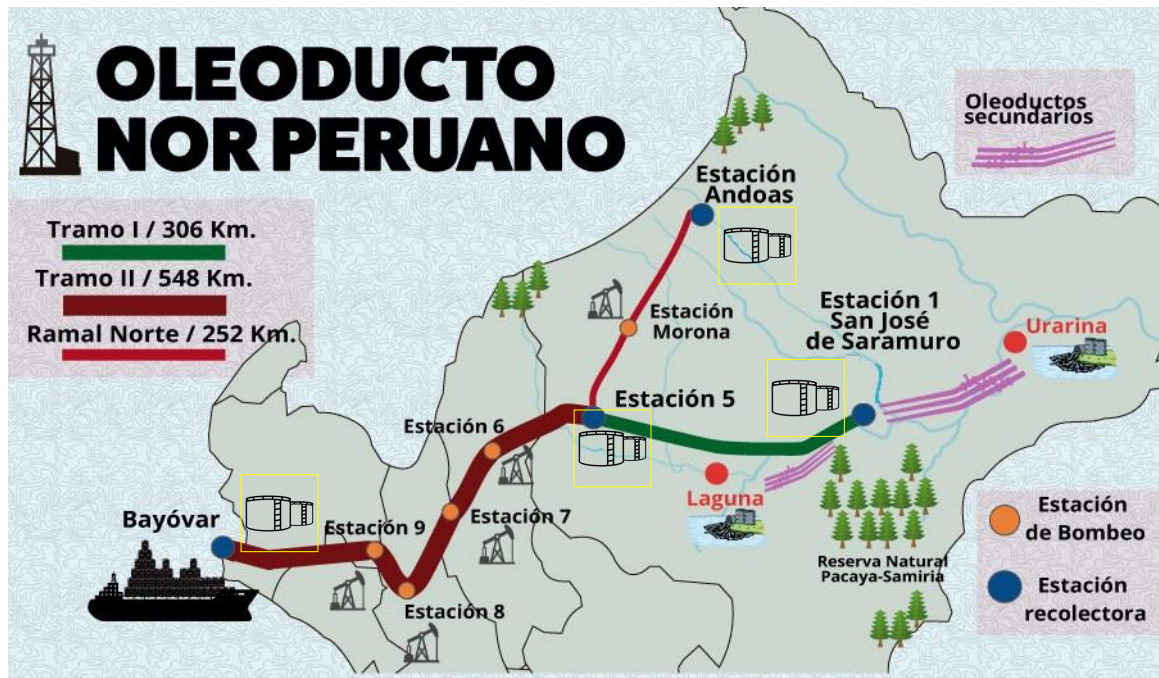 OLEODUCTO
NOR PERUANO
Tramo I / 306 Km.
Tramo II / 548 Km.
Ramal Norte / 252 Km.
Oleoductos
secundarios
Estación
Andoas
Estación
Morona
Estación 1
San José
de Saramuro
Urarina
Estación 5
Estación 6
Laguna
Estación 7
Estación 9
Bayóvar
Estación 8
Reserva Natural
Pacaya-Samiria
Estación
de Bombeo
Estación
recolectora